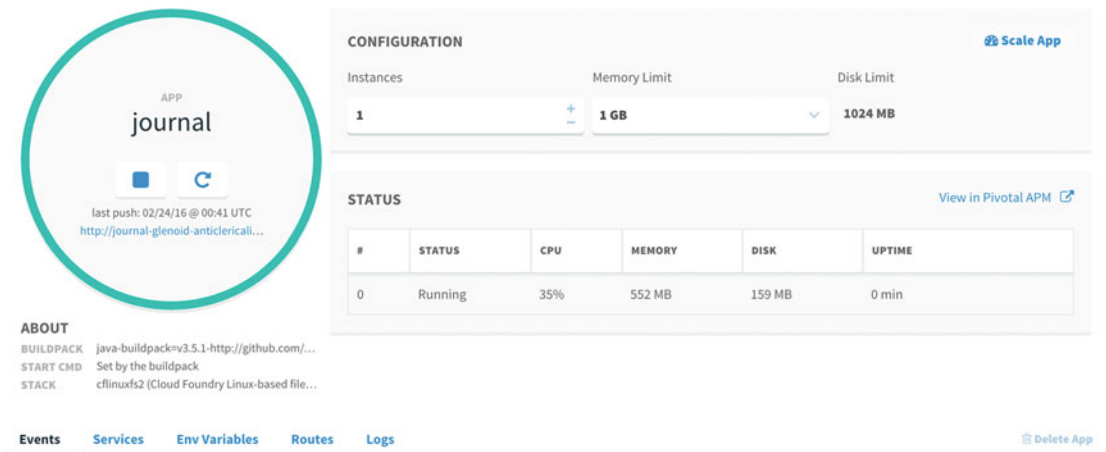 APP
journal
last push: 02/24/16 @ 00:41 UTC
http://journal-glenoid-anticlericali...
ABOUT
BUILDPACK java-buildpack=v3.5.1-http://github.com/...
START CMD Set by the buildpack
STACK cflinuxfs2 (Cloud Foundry Linux-based file...
CONFIGURATION Scale App
Instances Memory Limit Disk Limit
1 + − 1 GB 1024 MB
STATUS View in Pivotal APM
# STATUS CPU MEMORY DISK UPTIME
0 Running 35% 552 MB 159 MB 0 min
Events Services Env Variables Routes Logs Delete App